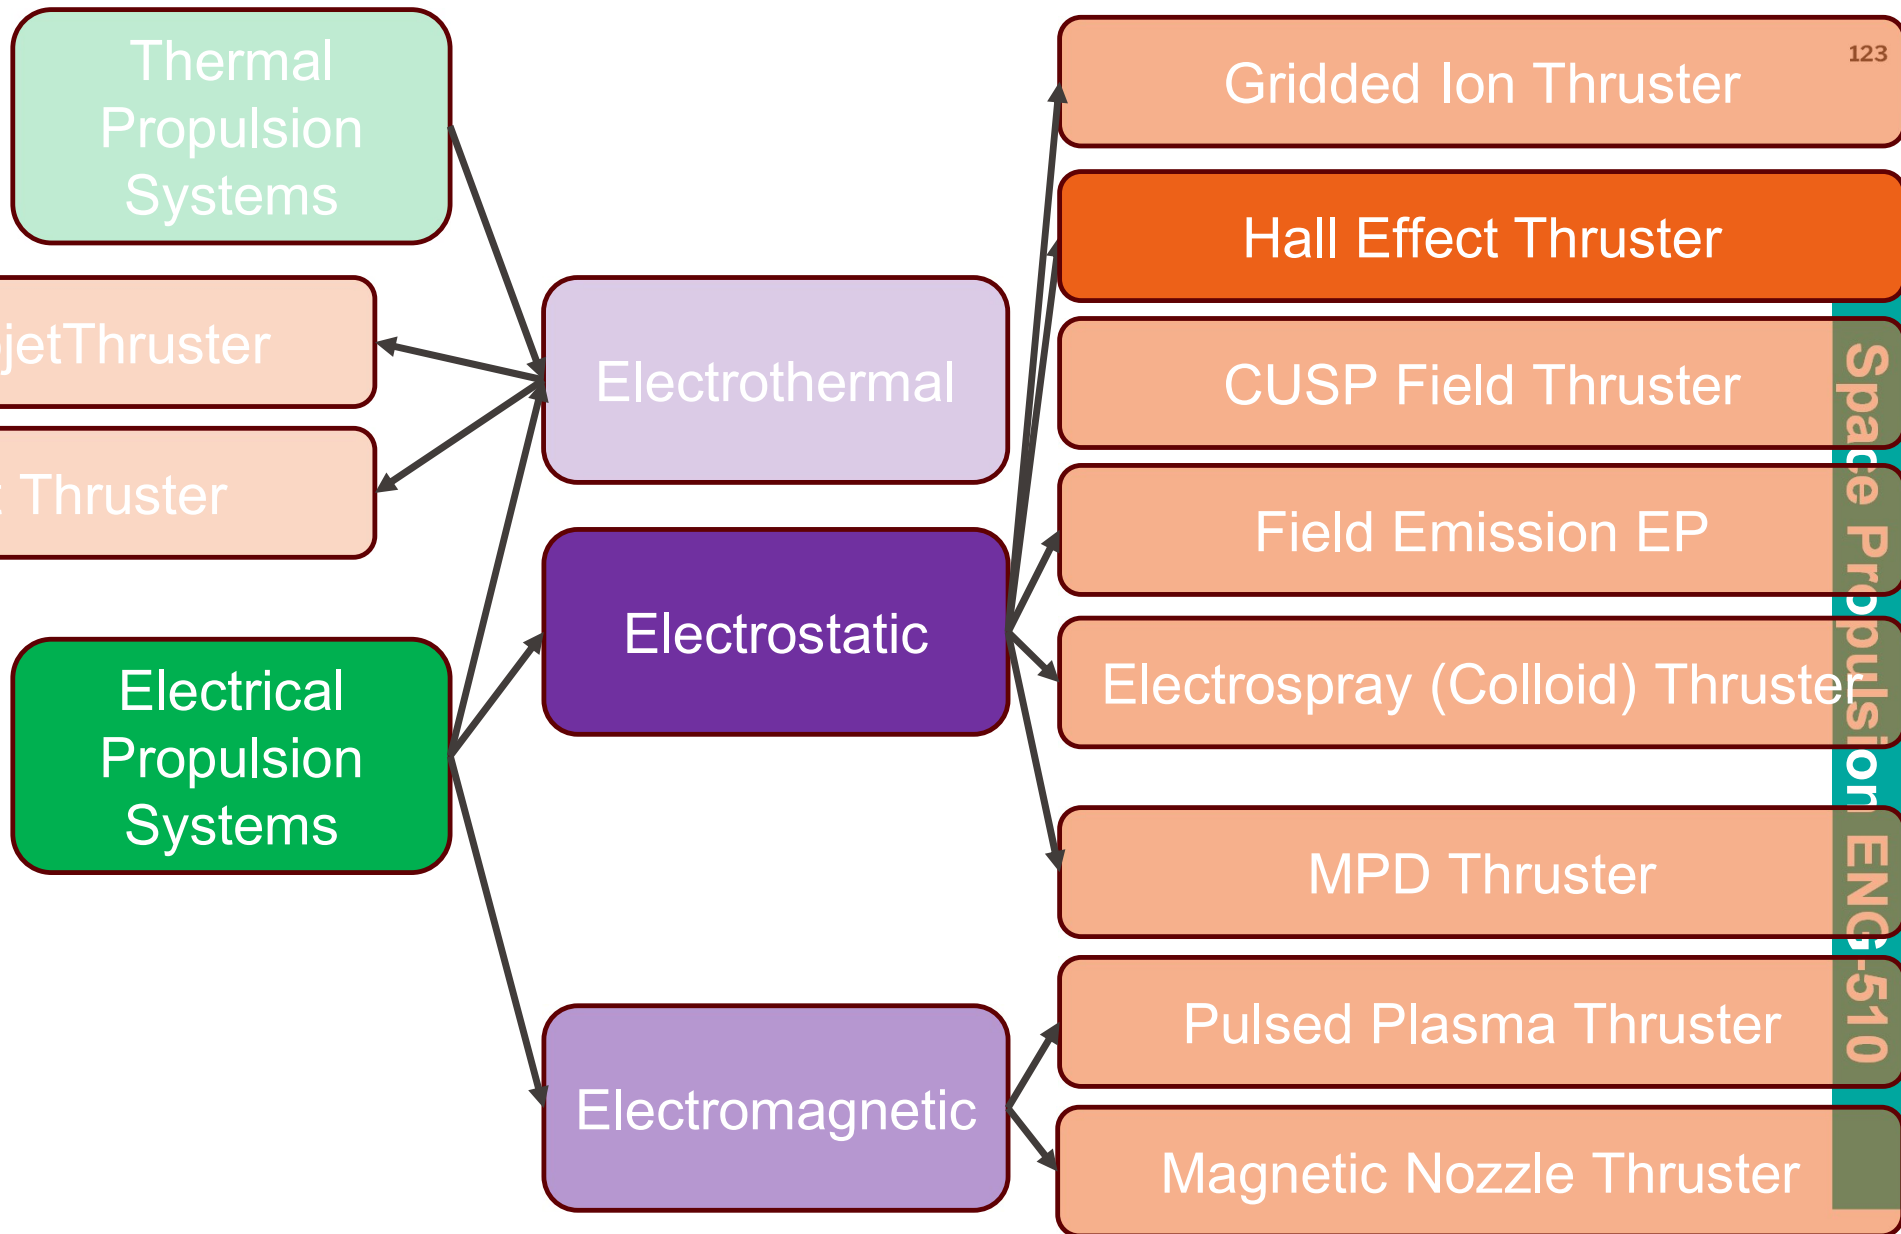 Thermal
Propulsion
Systems
jetThruster
Thruster
Electrical
Propulsion
Systems
Electrothermal
Electrostatic
Electromagnetic
Gridded Ion Thruster
123
Hall Effect Thruster
CUSP Field Thruster
Field Emission EP
Electrospray (Colloid) Thruster
MPD Thruster
Pulsed Plasma Thruster
Magnetic Nozzle Thruster
Space Propulsion ENG-510